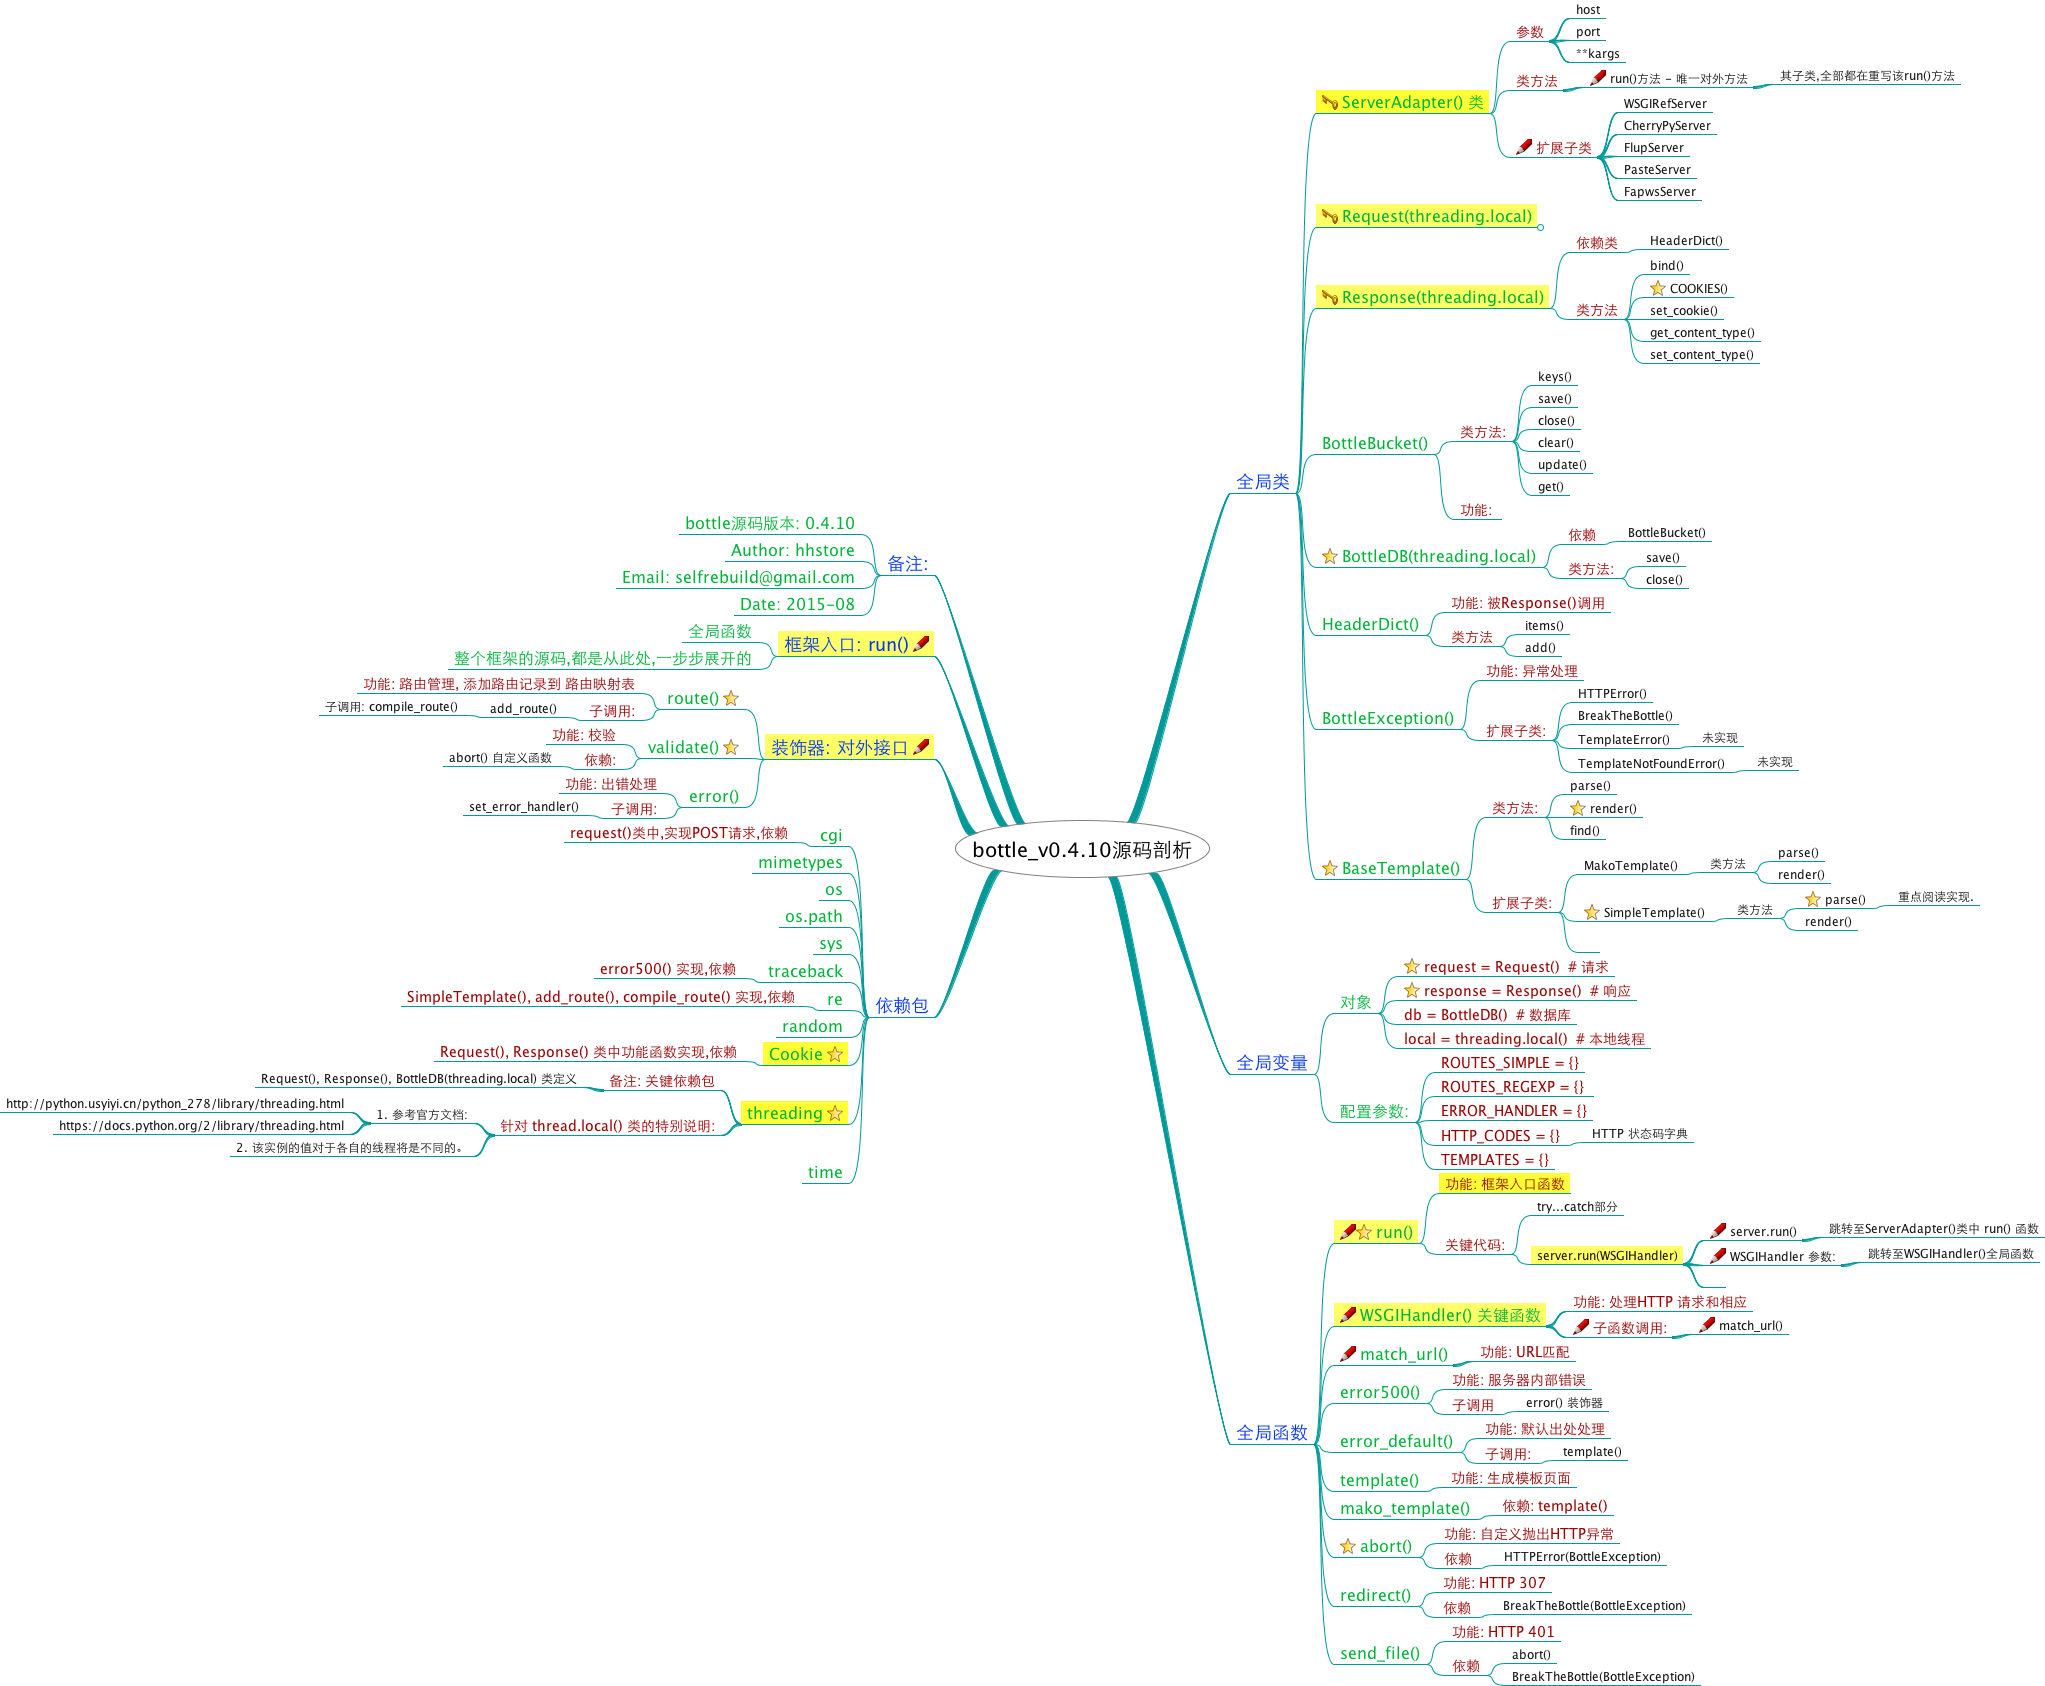 bottle_v0.4.10源码剖析
备注:
bottle源码版本: 0.4.10
Author: hhstore
Email: selfrebuild@gmail.com
Date: 2015-08
框架入口: run()
全局函数
整个框架的源码,都是从此处,一步步展开的
装饰器: 对外接口
route()
功能: 路由管理, 添加路由记录到 路由映射表
子调用:
add_route()
子调用: compile_route()
validate()
功能: 校验
依赖:
abort() 自定义函数
error()
功能: 出错处理
子调用:
set_error_handler()
依赖包
cgi
request()类中,实现POST请求,依赖
mimetypes
os
os.path
sys
traceback
error500() 实现,依赖
re
SimpleTemplate(), add_route(), compile_route() 实现,依赖
random
Cookie
Request(), Response() 类中功能函数实现,依赖
threading
备注: 关键依赖包
Request(), Response(), BottleDB(threading.local) 类定义
针对 thread.local() 类的特别说明:
1. 参考官方文档:
http://python.usyiyi.cn/python_278/library/threading.html
https://docs.python.org/2/library/threading.html
2. 该实例的值对于各自的线程将是不同的。
time
全局类
ServerAdapter() 类
参数
host
port
**kargs
类方法
run()方法 - 唯一对外方法
其子类,全部都在重写该run()方法
扩展子类
WSGIRefServer
CherryPyServer
FlupServer
PasteServer
FapwsServer
Request(threading.local)
Response(threading.local)
依赖类
HeaderDict()
类方法
bind()
COOKIES()
set_cookie()
get_content_type()
set_content_type()
BottleBucket()
类方法:
keys()
save()
close()
clear()
update()
get()
功能:
BottleDB(threading.local)
依赖
BottleBucket()
类方法:
save()
close()
HeaderDict()
功能: 被Response()调用
类方法
items()
add()
BottleException()
功能: 异常处理
扩展子类:
HTTPError()
BreakTheBottle()
TemplateError()
未实现
TemplateNotFoundError()
未实现
BaseTemplate()
类方法:
parse()
render()
find()
扩展子类:
MakoTemplate()
类方法
parse()
render()
SimpleTemplate()
类方法
parse()
重点阅读实现.
render()
全局变量
对象
request = Request()  # 请求
response = Response()  # 响应
db = BottleDB()  # 数据库
local = threading.local()  # 本地线程
配置参数:
ROUTES_SIMPLE = {}
ROUTES_REGEXP = {}
ERROR_HANDLER = {}
HTTP_CODES = {}
HTTP 状态码字典
TEMPLATES = {}
全局函数
run()
功能: 框架入口函数
关键代码:
try...catch部分
server.run(WSGIHandler)
server.run()
跳转至ServerAdapter()类中 run() 函数
WSGIHandler 参数:
跳转至WSGIHandler()全局函数
WSGIHandler() 关键函数
功能: 处理HTTP 请求和相应
子函数调用:
match_url()
match_url()
功能: URL匹配
error500()
功能: 服务器内部错误
子调用
error() 装饰器
error_default()
功能: 默认出处处理
子调用:
template()
template()
功能: 生成模板页面
mako_template()
依赖: template()
abort()
功能: 自定义抛出HTTP异常
依赖
HTTPError(BottleException)
redirect()
功能: HTTP 307
依赖
BreakTheBottle(BottleException)
send_file()
功能: HTTP 401
依赖
abort()
BreakTheBottle(BottleException)